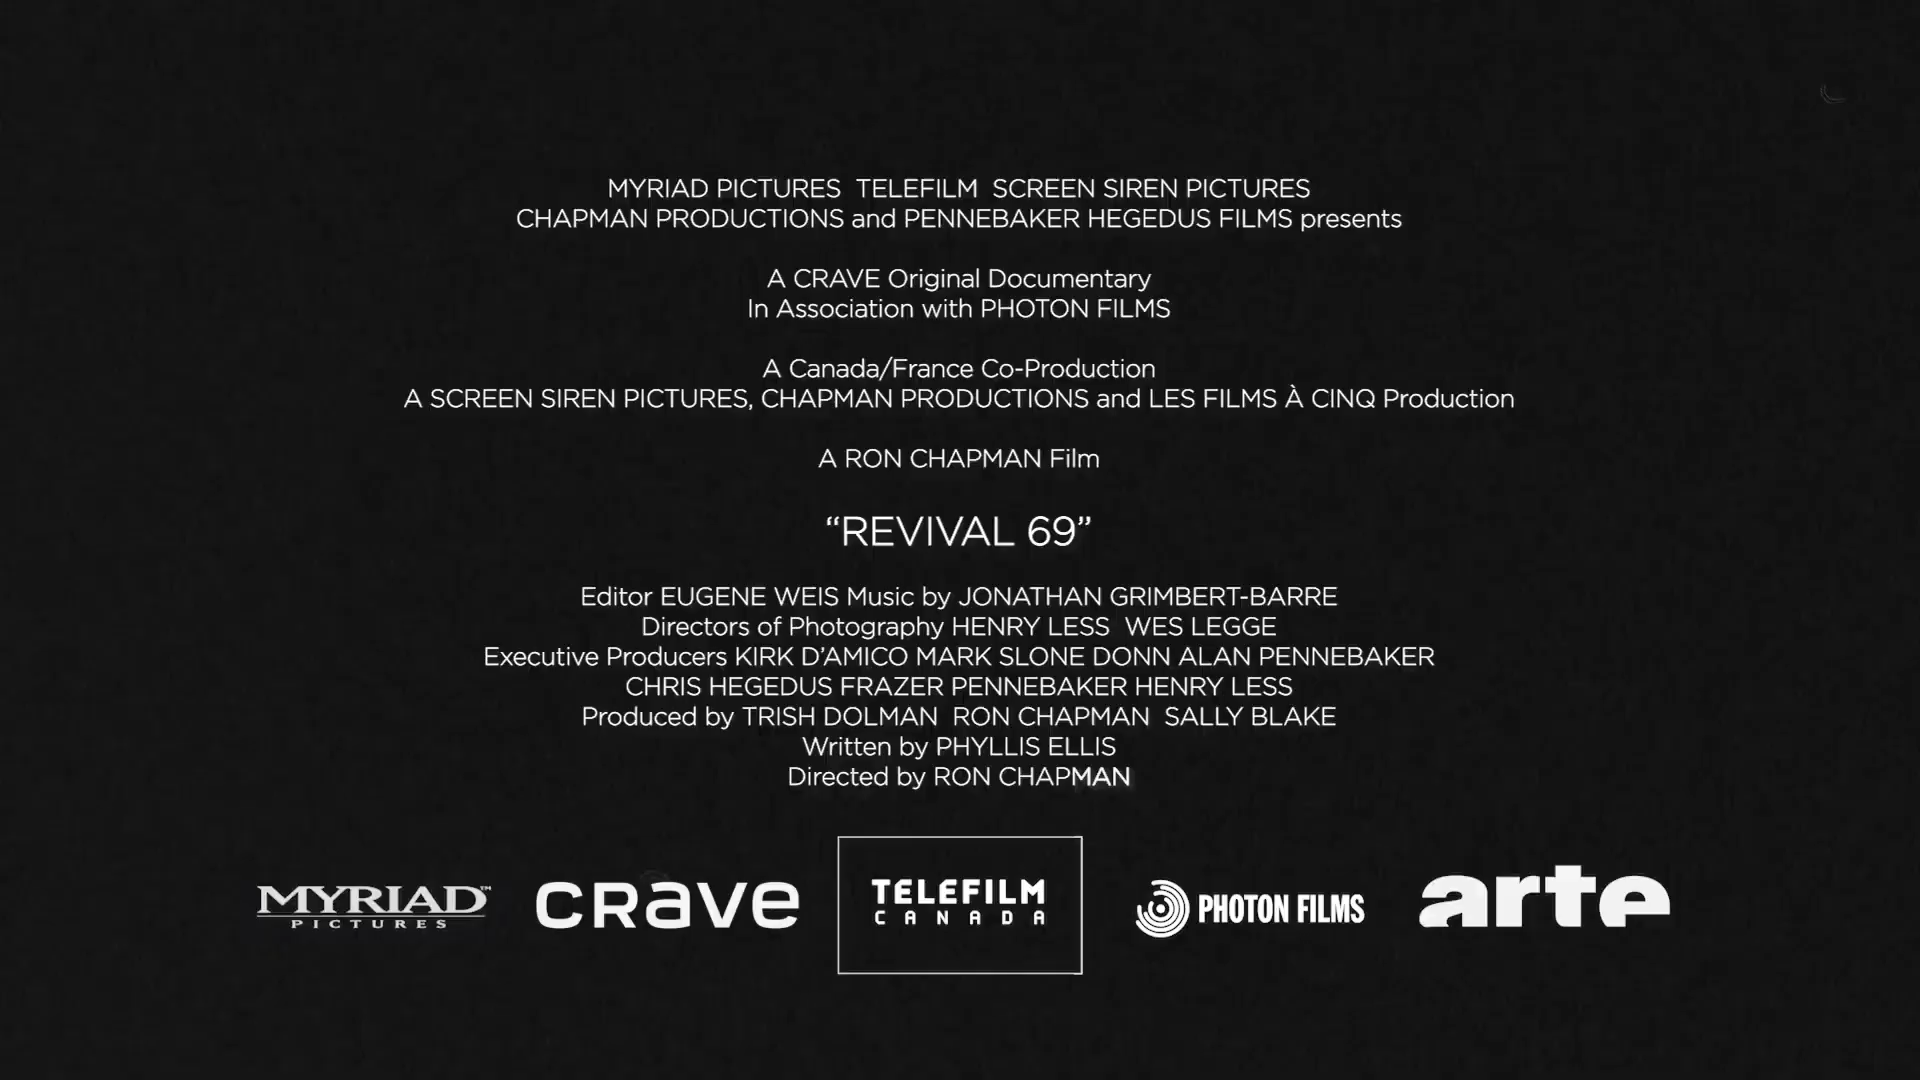 MYRIAD PICTURES TELEFILM SCREEN SIREN PICTURES
CHAPMAN PRODUCTIONS and PENNEBAKER HEGEDUS FILMS presents
A CRAVE Original Documentary
In Association with PHOTON FILMS
A Canada/France Co-Production
A SCREEN SIREN PICTURES, CHAPMAN PRODUCTIONS and LES FILMS À CINQ Production
A RON CHAPMAN Film
“REVIVAL 69”
Editor EUGENE WEIS Music by JONATHAN GRIMBERT-BARRE
Directors of Photography HENRY LESS WES LEGGE
Executive Producers KIRK D’AMICO MARK SLONE DONN ALAN PENNEBAKER
CHRIS HEGEDUS FRAZER PENNEBAKER HENRY LESS
Produced by TRISH DOLMAN RON CHAPMAN SALLY BLAKE
Written by PHYLLIS ELLIS
Directed by RON CHAPMAN
MYRIAD™
PICTURES
CRaVe
TELEFILM
CANADA
PHOTON FILMS
arte